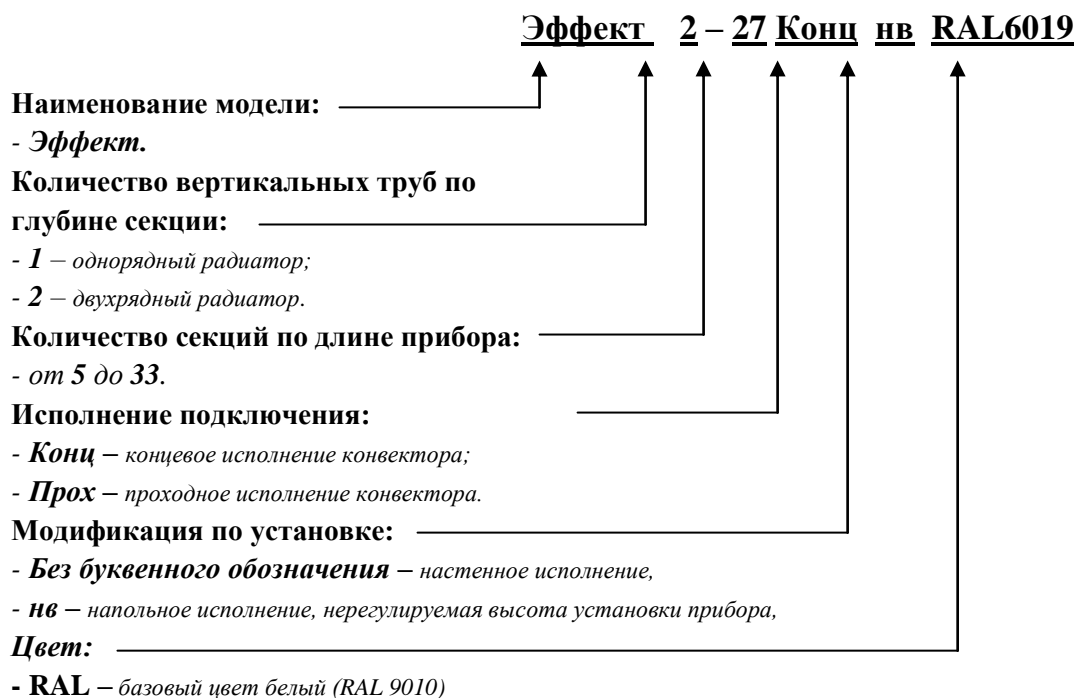 Эффект 2 – 27 Конц нв RAL6019
Наименование модели:
- Эффект.
Количество вертикальных труб по
глубине секции:
- 1 – однорядный радиатор;
- 2 – двухрядный радиатор.
Количество секций по длине прибора:
- от 5 до 33.
Исполнение подключения:
- Конц – концевое исполнение конвектора;
- Прох – проходное исполнение конвектора.
Модификация по установке:
- Без буквенного обозначения – настенное исполнение,
- нв – напольное исполнение, нерегулируемая высота установки прибора,
Цвет:
- RAL – базовый цвет белый (RAL 9010)